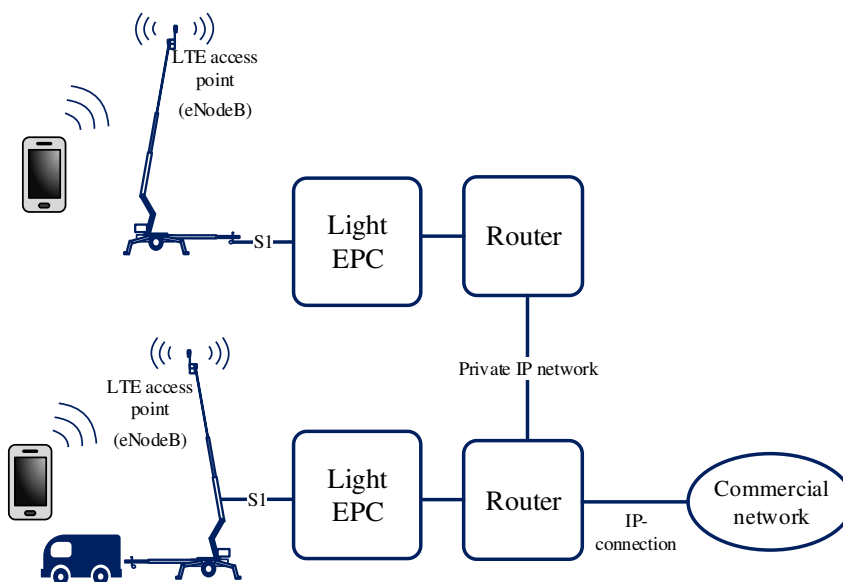 LTE access
point
(eNodeB)
S1
Light
EPC
Router
Private IP network
LTE access
point
(eNodeB)
S1
Light
EPC
Router
IP-
connection
Commercial
network